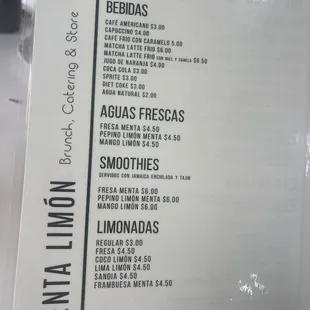 BEBIDAS
CAFÉ AMERICANO $3.00
CAPUCCINO $4.00
CAFE FRIO CON CARAMELO 5.00
MATCHA LATTE FRIO $6.00
MATCHA LATTE FRIO CON MIEL Y CANELA $6.50
JUGO DE NARANJA $4.00
COCA COLA $3.00
SPRITE $3.00
DIET COKE $3.00
AGUA NATURAL $2.00
AGUAS FRESCAS
FRESA MENTA $4.50
PEPINO LIMÓN MENTA $4.50
MANGO LIMÓN $4.50
SMOOTHIES
SERVIDOS CON JAMAICA ENCHILADA Y TAJIN
FRESA MENTA $6.00
PEPINO LIMÓN MENTA $6.00
MANGO LIMÓN $6.00
LIMONADAS
REGULAR $3.00
FRESA $4.50
COCO LIMÓN $4.50
LIMA LIMÓN $4.50
SANDIA $4.50
FRAMBUESA MENTA $4.50
ENTA LIMÓN
Brunch, Catering & Store